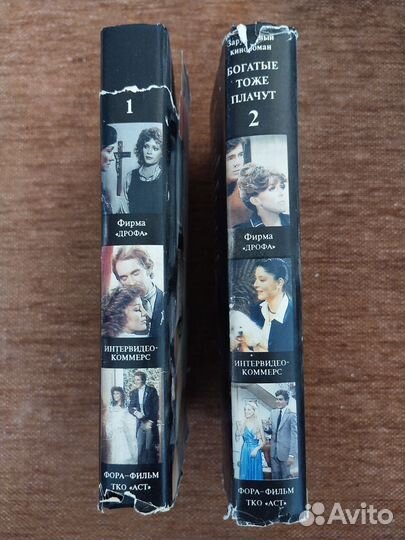 1
Фирма
«ДРОФА»
ИНТЕРВИДЕО-
КОММЕРС
ФОРА-ФИЛЬМ
ТКО «АСТ»
Зарубежный
кинороман
БОГАТЫЕ
ТОЖЕ
ПЛАЧУТ
2
Фирма
«ДРОФА»
ИНТЕРВИДЕО-
КОММЕРС
ФОРА-ФИЛЬМ
ТКО «АСТ»
Avito